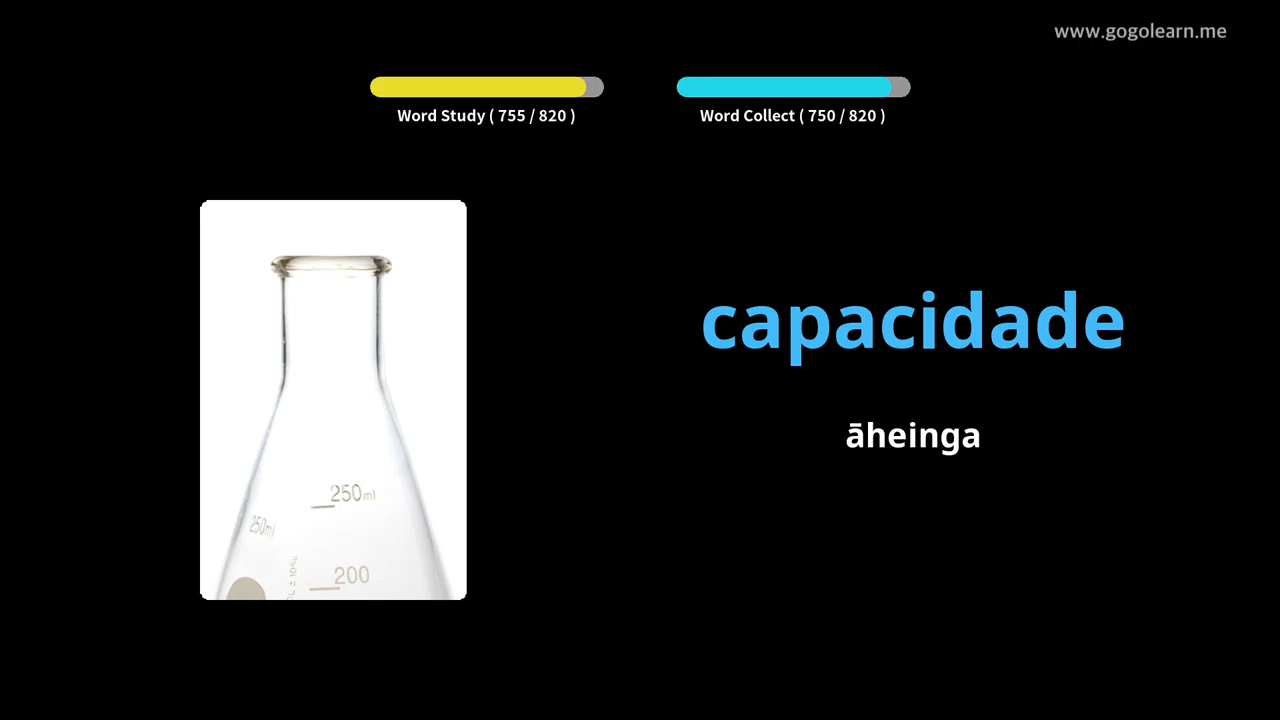 www.gogolearn.me
Word Study ( 755 / 820 )
Word Collect ( 750 / 820 )
capacidade
āheinga
250ml
250ml
200